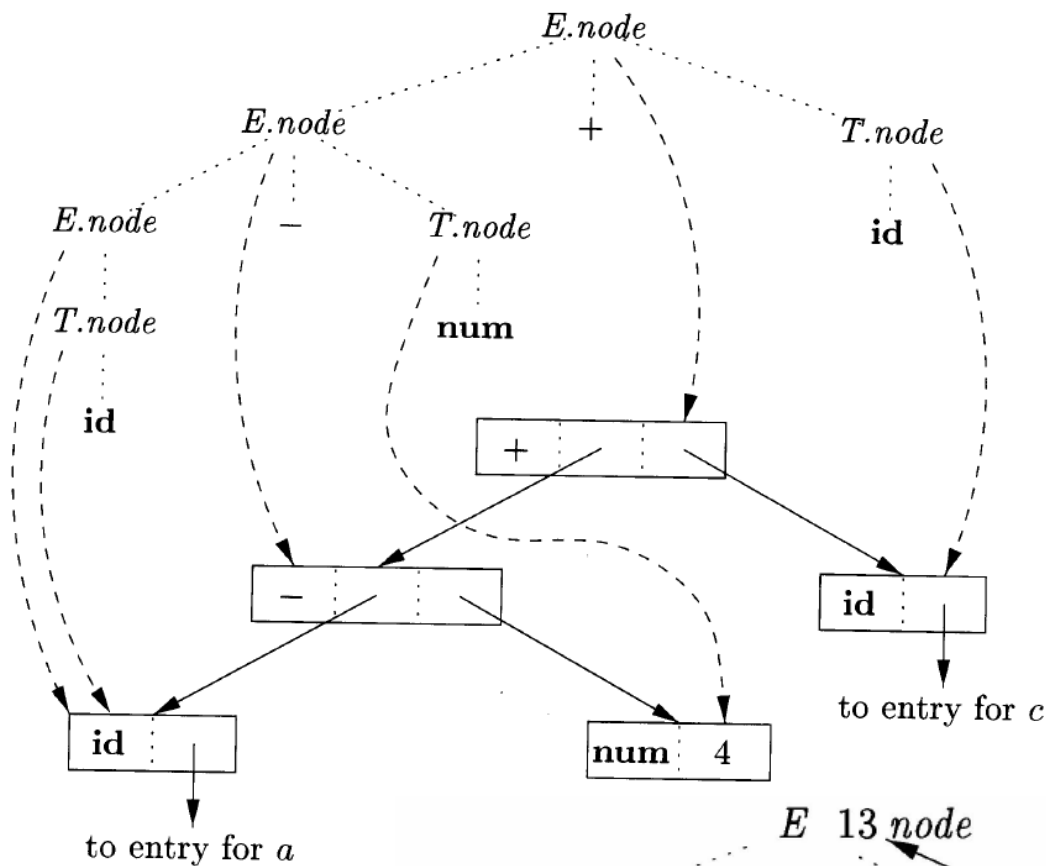 E.node
E.node + T.node
E.node − T.node id
T.node num
id
+
− id
to entry for c
id num 4
E 13 node
to entry for a